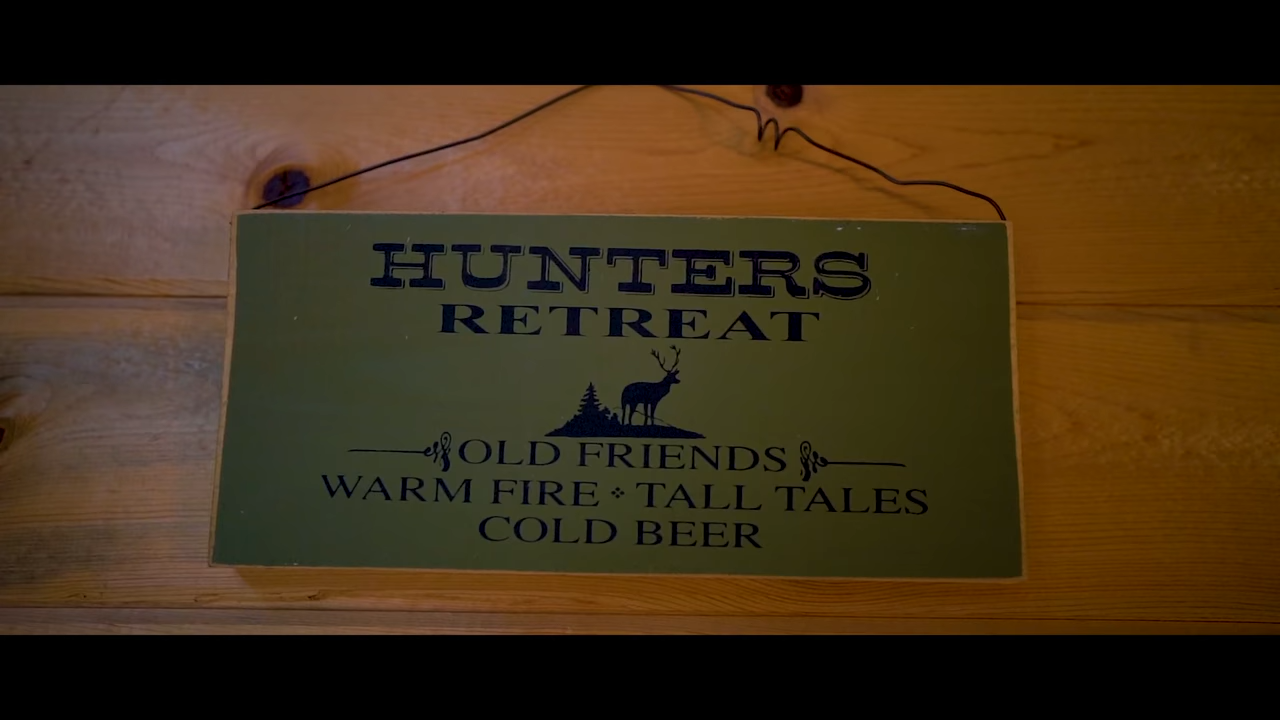 HUNTERS
RETREAT
OLD FRIENDS
WARM FIRE TALL TALES
COLD BEER